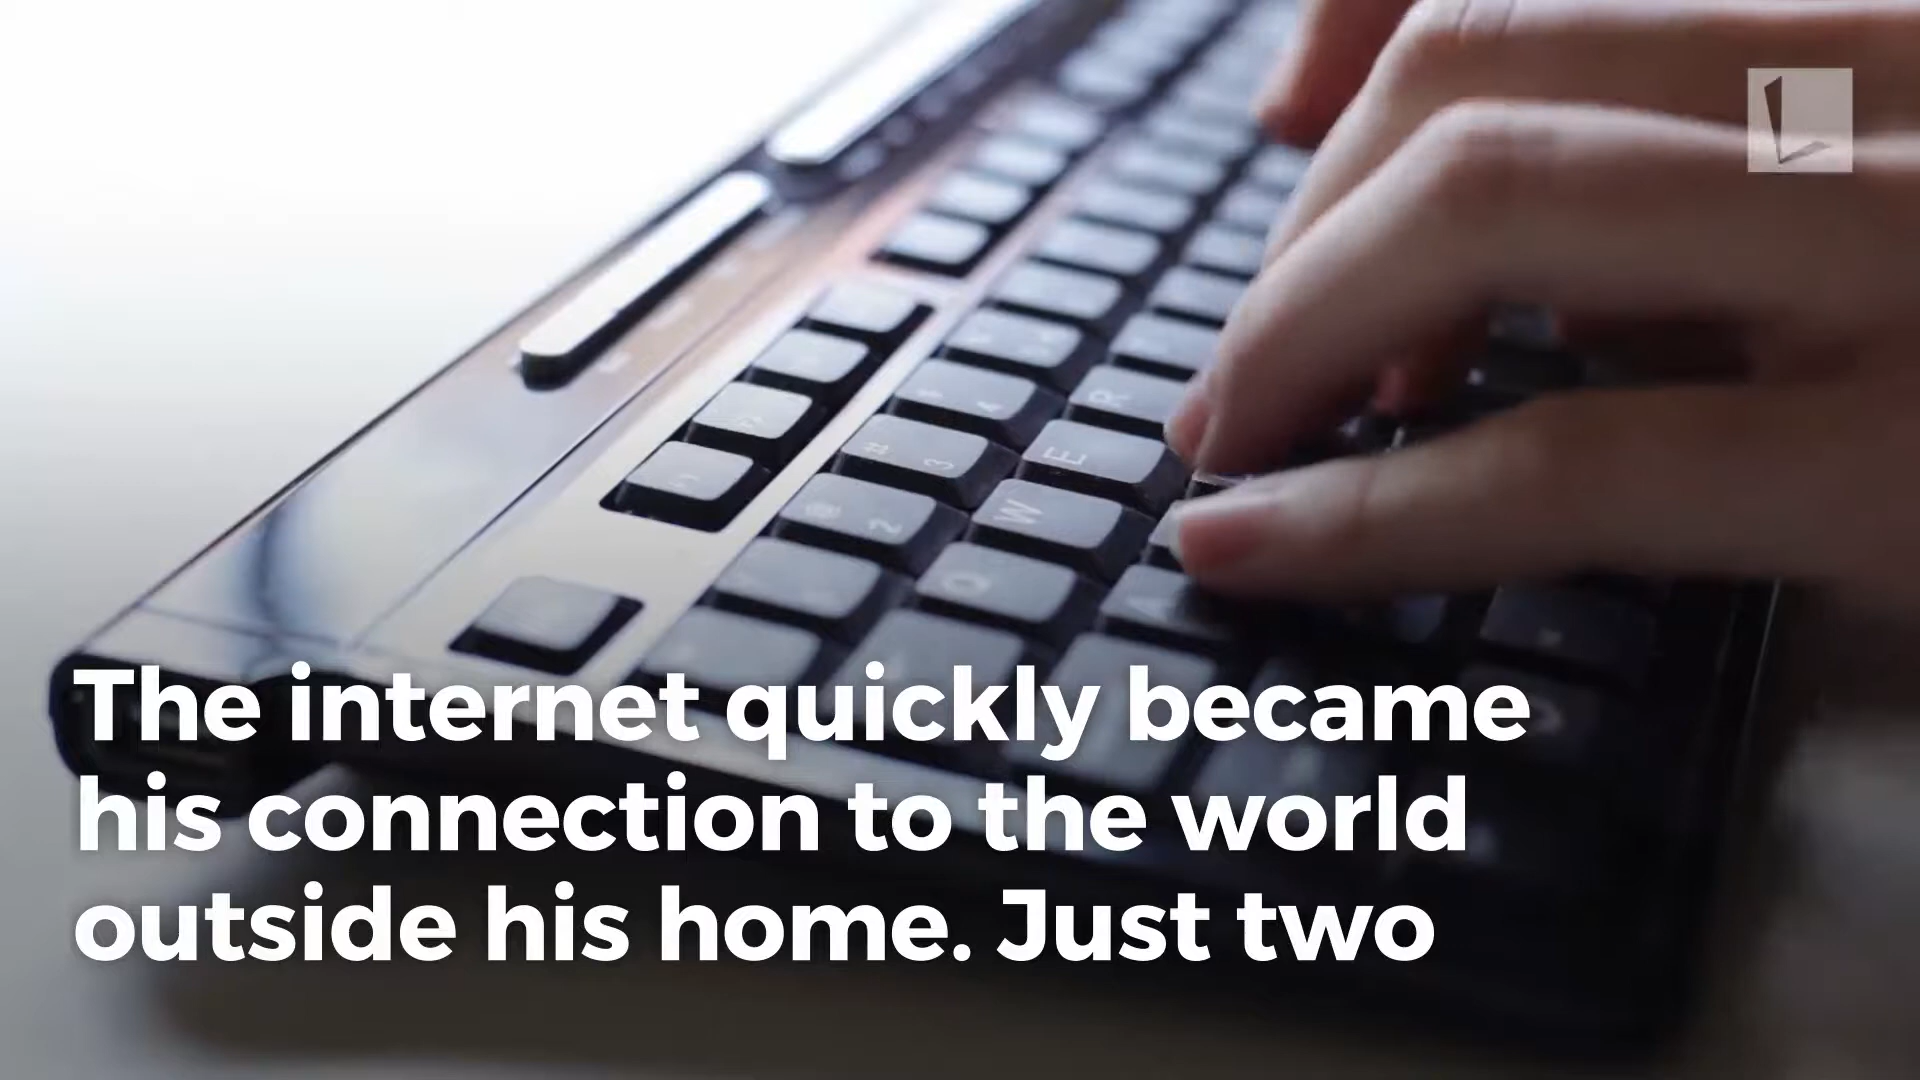 The internet quickly became
his connection to the world
outside his home. Just two